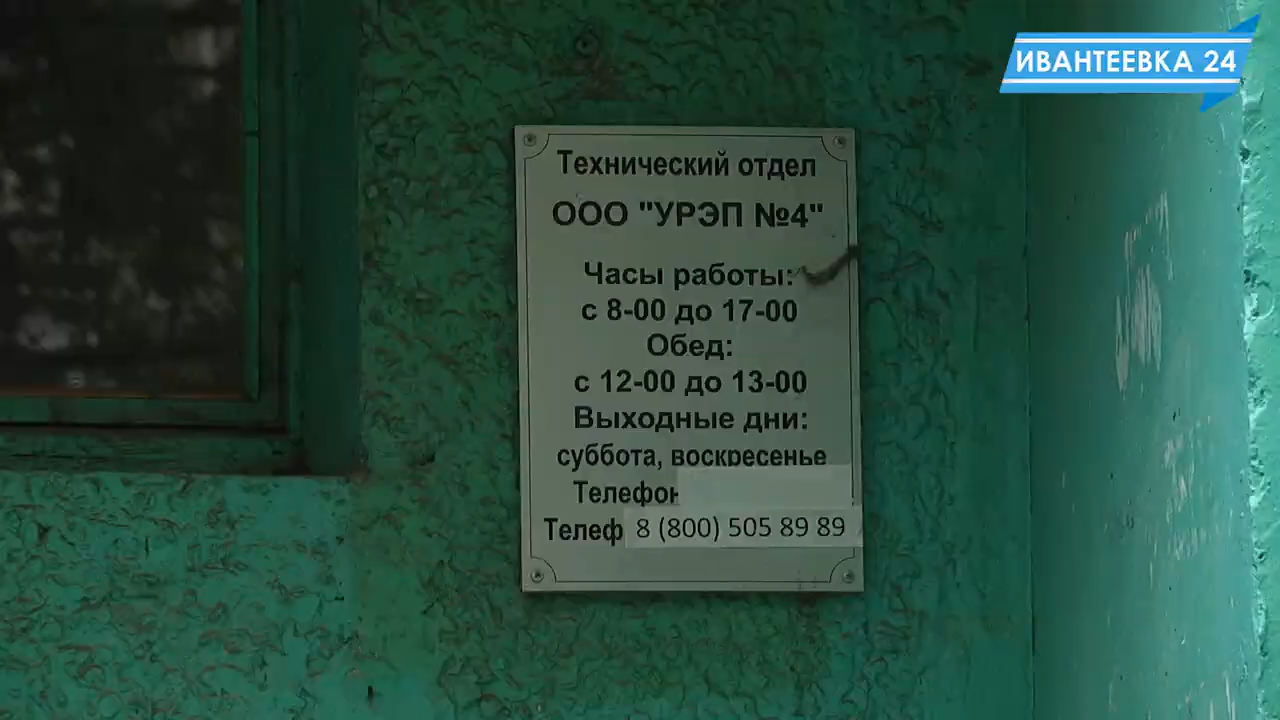 ИВАНТЕЕВКА 24
Технический отдел
ООО "УРЭП №4"
Часы работы:
с 8-00 до 17-00
Обед:
с 12-00 до 13-00
Выходные дни:
суббота, воскресенье
Телефон
Телеф 8 (800) 505 89 89